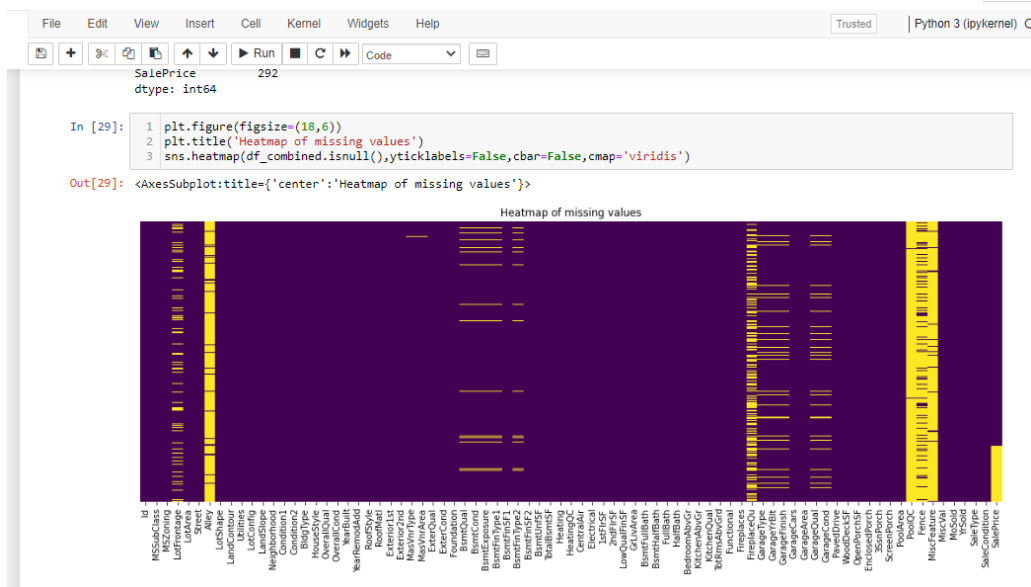 File Edit View Insert Cell Kernel Widgets Help Trusted Python 3 (ipykernel)
Run Code
SalePrice 292
dtype: int64
In [29]: 1 plt.figure(figsize=(18,6))
2 plt.title('Heatmap of missing values')
3 sns.heatmap(df_combined.isnull(),yticklabels=False,cbar=False,cmap='viridis')
Out[29]: <AxesSubplot:title={'center':'Heatmap of missing values'}>
Heatmap of missing values
Id
MSSubClass
MSZoning
LotFrontage
LotArea
Street
Alley
LotShape
LandContour
Utilities
LotConfig
LandSlope
Neighborhood
Condition1
Condition2
BldgType
HouseStyle
OverallQual
OverallCond
YearBuilt
YearRemodAdd
RoofStyle
RoofMatl
Exterior1st
Exterior2nd
MasVnrType
MasVnrArea
ExterQual
ExterCond
Foundation
BsmtQual
BsmtCond
BsmtExposure
BsmtFinType1
BsmtFinSF1
BsmtFinType2
BsmtFinSF2
BsmtUnfSF
TotalBsmtSF
Heating
HeatingQC
CentralAir
Electrical
1stFlrSF
2ndFlrSF
LowQualFinSF
GrLivArea
BsmtFullBath
BsmtHalfBath
FullBath
HalfBath
BedroomAbvGr
KitchenAbvGr
KitchenQual
TotRmsAbvGrd
Functional
Fireplaces
FireplaceQu
GarageType
GarageYrBlt
GarageFinish
GarageCars
GarageArea
GarageQual
GarageCond
PavedDrive
WoodDeckSF
OpenPorchSF
EnclosedPorch
3SsnPorch
ScreenPorch
PoolArea
PoolQC
Fence
MiscFeature
MiscVal
MoSold
YrSold
SaleType
SaleCondition
SalePrice